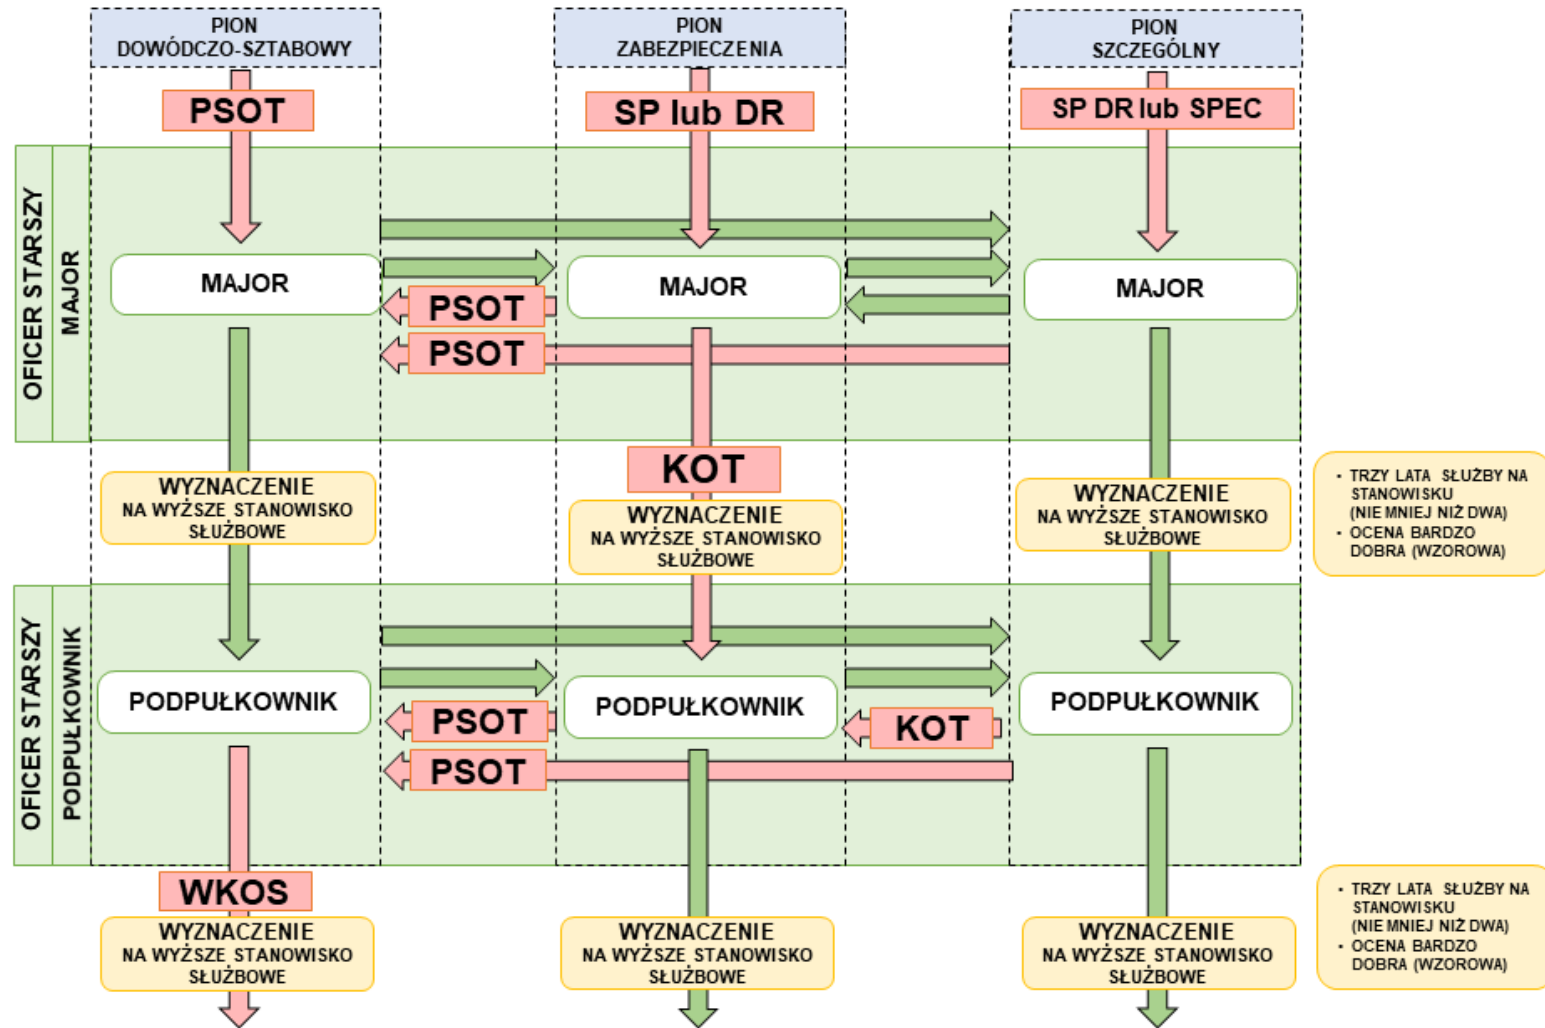 PION
DOWÓDCZO-SZTABOWY
PION
ZABEZPIECZENIA
PION
SZCZEGÓLNY
PSOT
SP lub DR
SP DR lub SPEC
OFICER STARSZY
MAJOR
MAJOR
MAJOR
MAJOR
PSOT
PSOT
KOT
WYZNACZENIE
NA WYŻSZE STANOWISKO
SŁUŻBOWE
WYZNACZENIE
NA WYŻSZE STANOWISKO
SŁUŻBOWE
WYZNACZENIE
NA WYŻSZE STANOWISKO
SŁUŻBOWE
• TRZY LATA SŁUŻBY NA
STANOWISKU
(NIE MNIEJ NIŻ DWA)
• OCENA BARDZO
DOBRA (WZOROWA)
OFICER STARSZY
PODPUŁKOWNIK
PODPUŁKOWNIK
PODPUŁKOWNIK
PODPUŁKOWNIK
PSOT
KOT
PSOT
WKOS
WYZNACZENIE
NA WYŻSZE STANOWISKO
SŁUŻBOWE
WYZNACZENIE
NA WYŻSZE STANOWISKO
SŁUŻBOWE
WYZNACZENIE
NA WYŻSZE STANOWISKO
SŁUŻBOWE
• TRZY LATA SŁUŻBY NA
STANOWISKU
(NIE MNIEJ NIŻ DWA)
• OCENA BARDZO
DOBRA (WZOROWA)